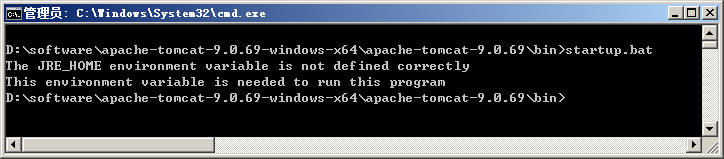 管理员: C:\Windows\System32\cmd.exe
D:\software\apache-tomcat-9.0.69-windows-x64\apache-tomcat-9.0.69\bin>startup.bat
The JRE_HOME environment variable is not defined correctly
This environment variable is needed to run this program
D:\software\apache-tomcat-9.0.69-windows-x64\apache-tomcat-9.0.69\bin>